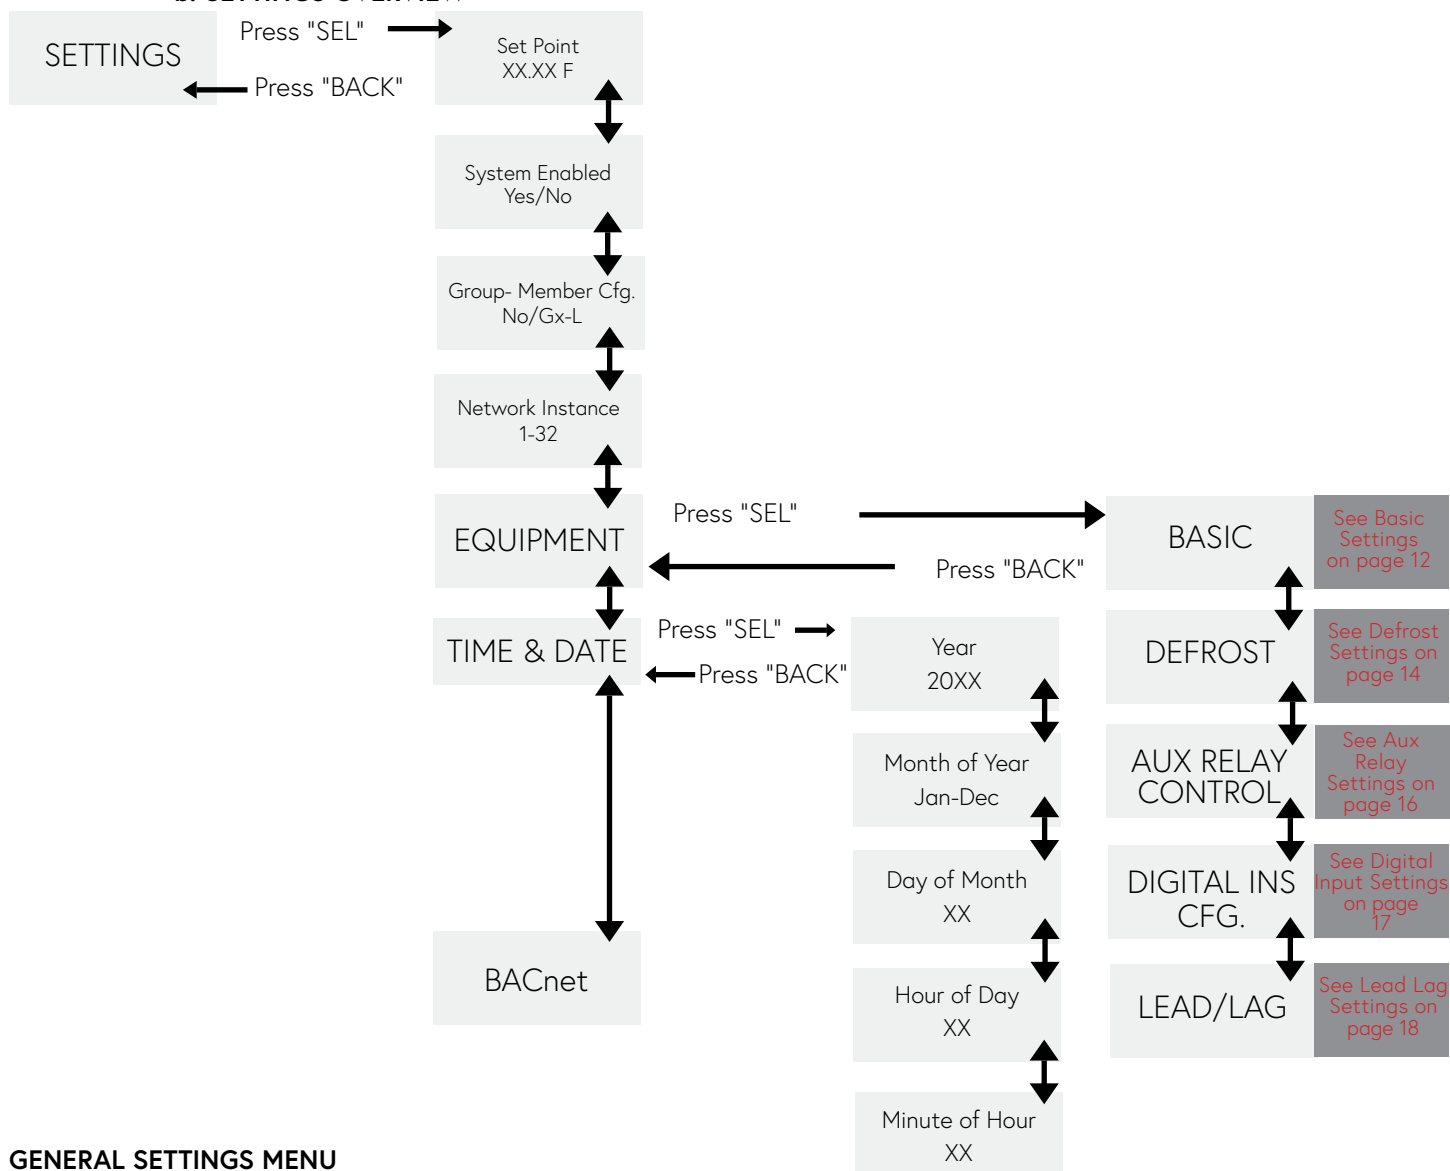 b. SETTINGS OVERVIEW
SETTINGS
Press "SEL"
Press "BACK"
Set Point
XX.XX F
System Enabled
Yes/No
Group- Member Cfg.
No/Gx-L
Network Instance
1-32
EQUIPMENT
Press "SEL"
Press "BACK"
BASIC
See Basic
Settings
on page 12
DEFROST
See Defrost
Settings on
page 14
AUX RELAY
CONTROL
See Aux
Relay
Settings on
page 16
DIGITAL INS
CFG.
See Digital
Input Settings
on page
17
LEAD/LAG
See Lead Lag
Settings on
page 18
TIME & DATE
Press "SEL"
Press "BACK"
Year
20XX
Month of Year
Jan-Dec
Day of Month
XX
Hour of Day
XX
Minute of Hour
XX
BACnet
GENERAL SETTINGS MENU